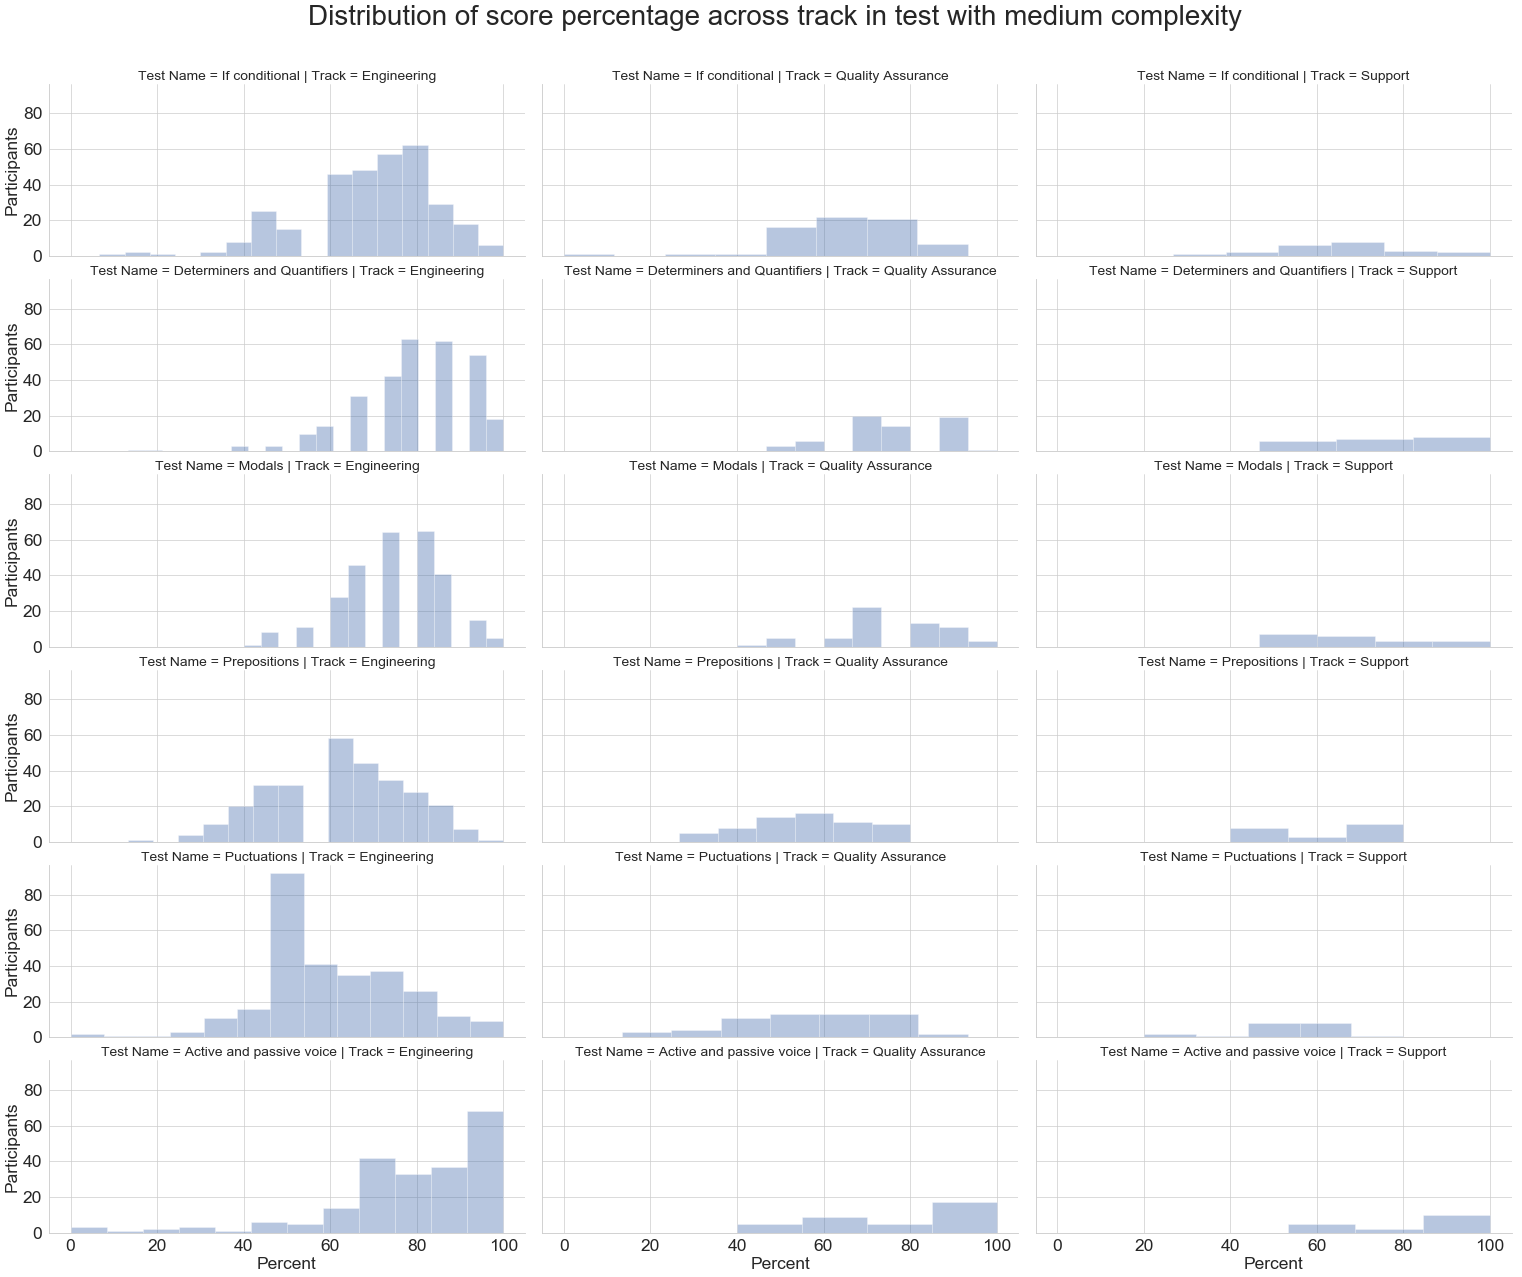 Distribution of score percentage across track in test with medium complexity
Test Name = If conditional | Track = Engineering
Test Name = If conditional | Track = Quality Assurance
Test Name = If conditional | Track = Support
80
60
40
20
0
Participants
Test Name = Determiners and Quantifiers | Track = Engineering
Test Name = Determiners and Quantifiers | Track = Quality Assurance
Test Name = Determiners and Quantifiers | Track = Support
80
60
40
20
0
Participants
Test Name = Modals | Track = Engineering
Test Name = Modals | Track = Quality Assurance
Test Name = Modals | Track = Support
80
60
40
20
0
Participants
Test Name = Prepositions | Track = Engineering
Test Name = Prepositions | Track = Quality Assurance
Test Name = Prepositions | Track = Support
80
60
40
20
0
Participants
Test Name = Puctuations | Track = Engineering
Test Name = Puctuations | Track = Quality Assurance
Test Name = Puctuations | Track = Support
80
60
40
20
0
Participants
Test Name = Active and passive voice | Track = Engineering
Test Name = Active and passive voice | Track = Quality Assurance
Test Name = Active and passive voice | Track = Support
80
60
40
20
0
Participants
0 20 40 60 80 100
0 20 40 60 80 100
0 20 40 60 80 100
Percent
Percent
Percent